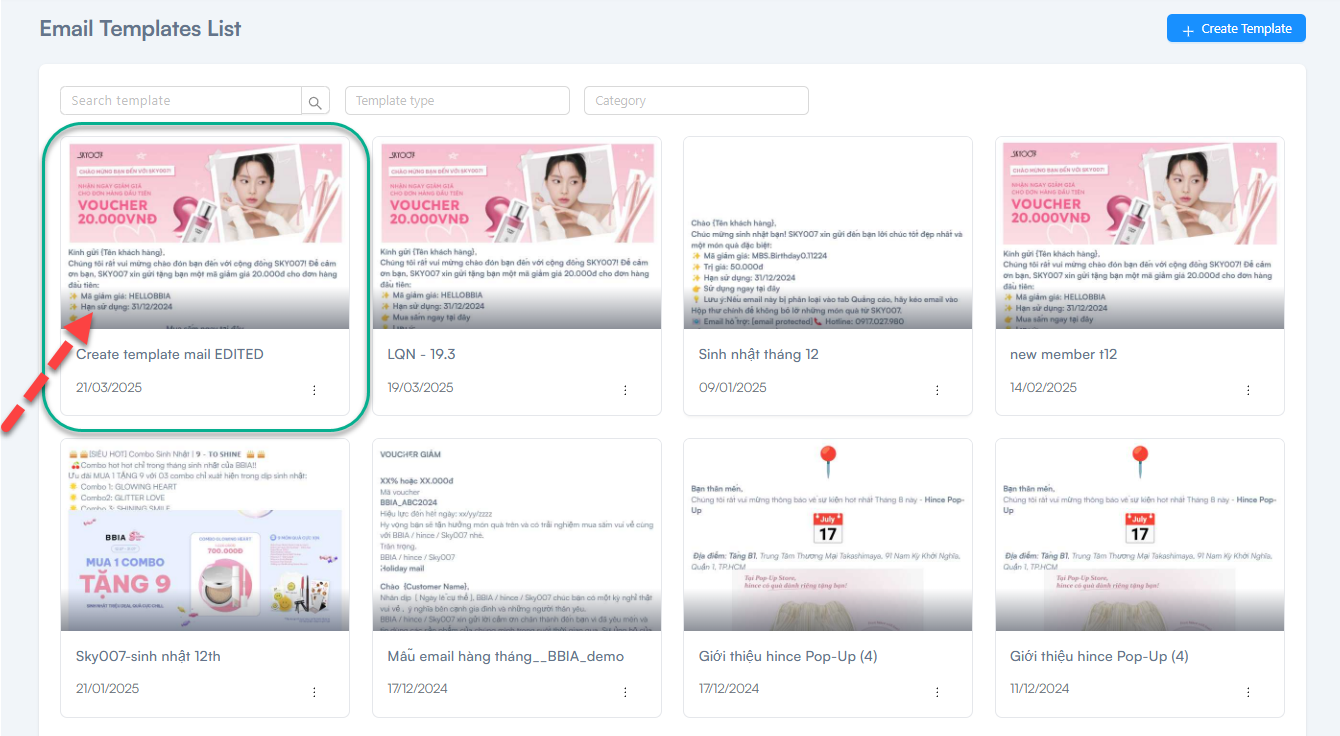 Email Templates List
Create Template
Search template
Template type
Category
SKY007
CHÀO MỪNG BẠN ĐẾN VỚI SKY007!
NHẬN NGAY GIẢM GIÁ
CHO ĐƠN HÀNG ĐẦU TIÊN
VOUCHER
20.000VNĐ
Kính gửi {Tên khách hàng},
Chúng tôi rất vui mừng chào đón bạn đến với cộng đồng SKY007! Để cảm
ơn bạn, SKY007 xin gửi tặng bạn một mã giảm giá 20.000đ cho đơn hàng
đầu tiên:
✨ Mã giảm giá: HELLOBBIA
✨ Hạn sử dụng: 31/12/2024
Mua sắm ngay tại đây
Create template mail EDITED
21/03/2025
SKY007
CHÀO MỪNG BẠN ĐẾN VỚI SKY007!
NHẬN NGAY GIẢM GIÁ
CHO ĐƠN HÀNG ĐẦU TIÊN
VOUCHER
20.000VNĐ
Kính gửi {Tên khách hàng},
Chúng tôi rất vui mừng chào đón bạn đến với cộng đồng SKY007! Để cảm
ơn bạn, SKY007 xin gửi tặng bạn một mã giảm giá 20.000đ cho đơn hàng
đầu tiên:
✨ Mã giảm giá: HELLOBBIA
✨ Hạn sử dụng: 31/12/2024
👉 Mua sắm ngay tại đây
LQN - 19.3
19/03/2025
Chào {Tên khách hàng},
Chúc mừng sinh nhật bạn! SKY007 xin gửi đến bạn lời chúc tốt đẹp nhất và
một món quà đặc biệt:
✨ Mã giảm giá: MBS.Birthday0.11224
✨ Trị giá: 50.000đ
✨ Hạn sử dụng: 31/12/2024
👉 Sử dụng ngay tại đây
💡 Lưu ý:Nếu email này bị phân loại vào tab Quảng cáo, hãy kéo email vào
Hộp thư chính để không bỏ lỡ những món quà từ SKY007.
📧 Email hỗ trợ: [email protected]📞 Hotline: 0917.027.980
Sinh nhật tháng 12
09/01/2025
SKY007
CHÀO MỪNG BẠN ĐẾN VỚI SKY007!
NHẬN NGAY GIẢM GIÁ
CHO ĐƠN HÀNG ĐẦU TIÊN
VOUCHER
20.000VNĐ
Kính gửi {Tên khách hàng},
Chúng tôi rất vui mừng chào đón bạn đến với cộng đồng SKY007! Để cảm
ơn bạn, SKY007 xin gửi tặng bạn một mã giảm giá 20.000đ cho đơn hàng
đầu tiên:
✨ Mã giảm giá: HELLOBBIA
✨ Hạn sử dụng: 31/12/2024
👉 Mua sắm ngay tại đây
new member t12
14/02/2025
[SIÊU HOT] Combo Sinh Nhật | 9 - TO SHINE
🍒Combo hot hot chỉ trong tháng sinh nhật của BBIA!!
Ưu đãi MUA 1 TẶNG 9 với 03 combo chỉ xuất hiện trong dịp sinh nhật:
Combo 1: GLOWING HEART
Combo2: GLITTER LOVE
Combo 3: SHINING SMILE
BBIA
COMBO GLOWING HEART
700.000Đ
MUA 1 COMBO
TẶNG 9
Sky007-sinh nhật 12th
21/01/2025
VOUCHER GIẢM
XX% hoặc XX.000đ
Mã voucher
BBIA_ABC2024
Hiệu lực đến hết ngày: xx/yy/zzzz
Hy vọng bạn sẽ tận hưởng món quà trên và có trải nghiệm mua sắm vui vẻ cùng
với BBIA / hince / Sky007 nhé.
Trân trọng.
BBIA / hince / Sky007
Holiday mail
Chào {Customer Name},
Nhân dịp [ Ngày lễ cụ thể ], BBIA / hince / Sky007 chúc bạn có một kỳ nghỉ thật
vui vẻ , ý nghĩa bên cạnh gia đình và những người thân yêu.
BBIA / hince / Sky007 xin gửi lời cảm ơn chân thành đến bạn vì đã yêu mến và
Mẫu email hàng tháng__BBIA_demo
17/12/2024
Bạn thân mến,
Chúng tôi rất vui mừng thông báo về sự kiện hot nhất Tháng 8 này - Hince Pop-
Up
July
17
Địa điểm: Tầng B1, Trung Tâm Thương Mại Takashimaya, 91 Nam Kỳ Khởi Nghĩa,
Quận 1, TP.HCM
Tại Pop Up Store,
hince có quà dành riêng tặng bạn!
Giới thiệu hince Pop-Up (4)
17/12/2024
Bạn thân mến,
Chúng tôi rất vui mừng thông báo về sự kiện hot nhất Tháng 8 này - Hince Pop-
Up
July
17
Địa điểm: Tầng B1, Trung Tâm Thương Mại Takashimaya, 91 Nam Kỳ Khởi Nghĩa,
Quận 1, TP.HCM
Tại Pop Up Store,
hince có quà dành riêng tặng bạn!
Giới thiệu hince Pop-Up (4)
11/12/2024